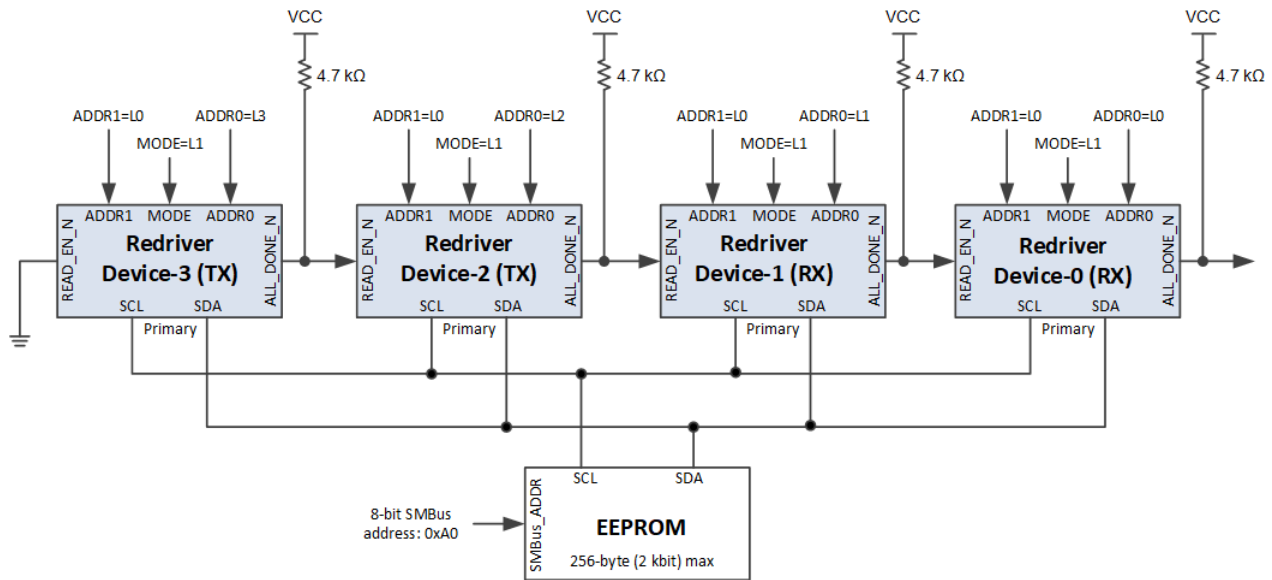 VCC
VCC
VCC
VCC
4.7 kΩ
4.7 kΩ
4.7 kΩ
4.7 kΩ
ADDR1=L0
ADDR0=L3
MODE=L1
ADDR1=L0
ADDR0=L2
MODE=L1
ADDR1=L0
ADDR0=L1
MODE=L1
ADDR1=L0
ADDR0=L0
MODE=L1
READ_EN_N
ADDR1 MODE ADDR0
Redriver
Device-3 (TX)
SCL SDA
ALL_DONE_N
Primary
READ_EN_N
ADDR1 MODE ADDR0
Redriver
Device-2 (TX)
SCL SDA
ALL_DONE_N
Primary
READ_EN_N
ADDR1 MODE ADDR0
Redriver
Device-1 (RX)
SCL SDA
ALL_DONE_N
Primary
READ_EN_N
ADDR1 MODE ADDR0
Redriver
Device-0 (RX)
SCL SDA
ALL_DONE_N
Primary
8-bit SMBus
address: 0xA0
SMBus_ADDR
SCL SDA
EEPROM
256-byte (2 kbit) max